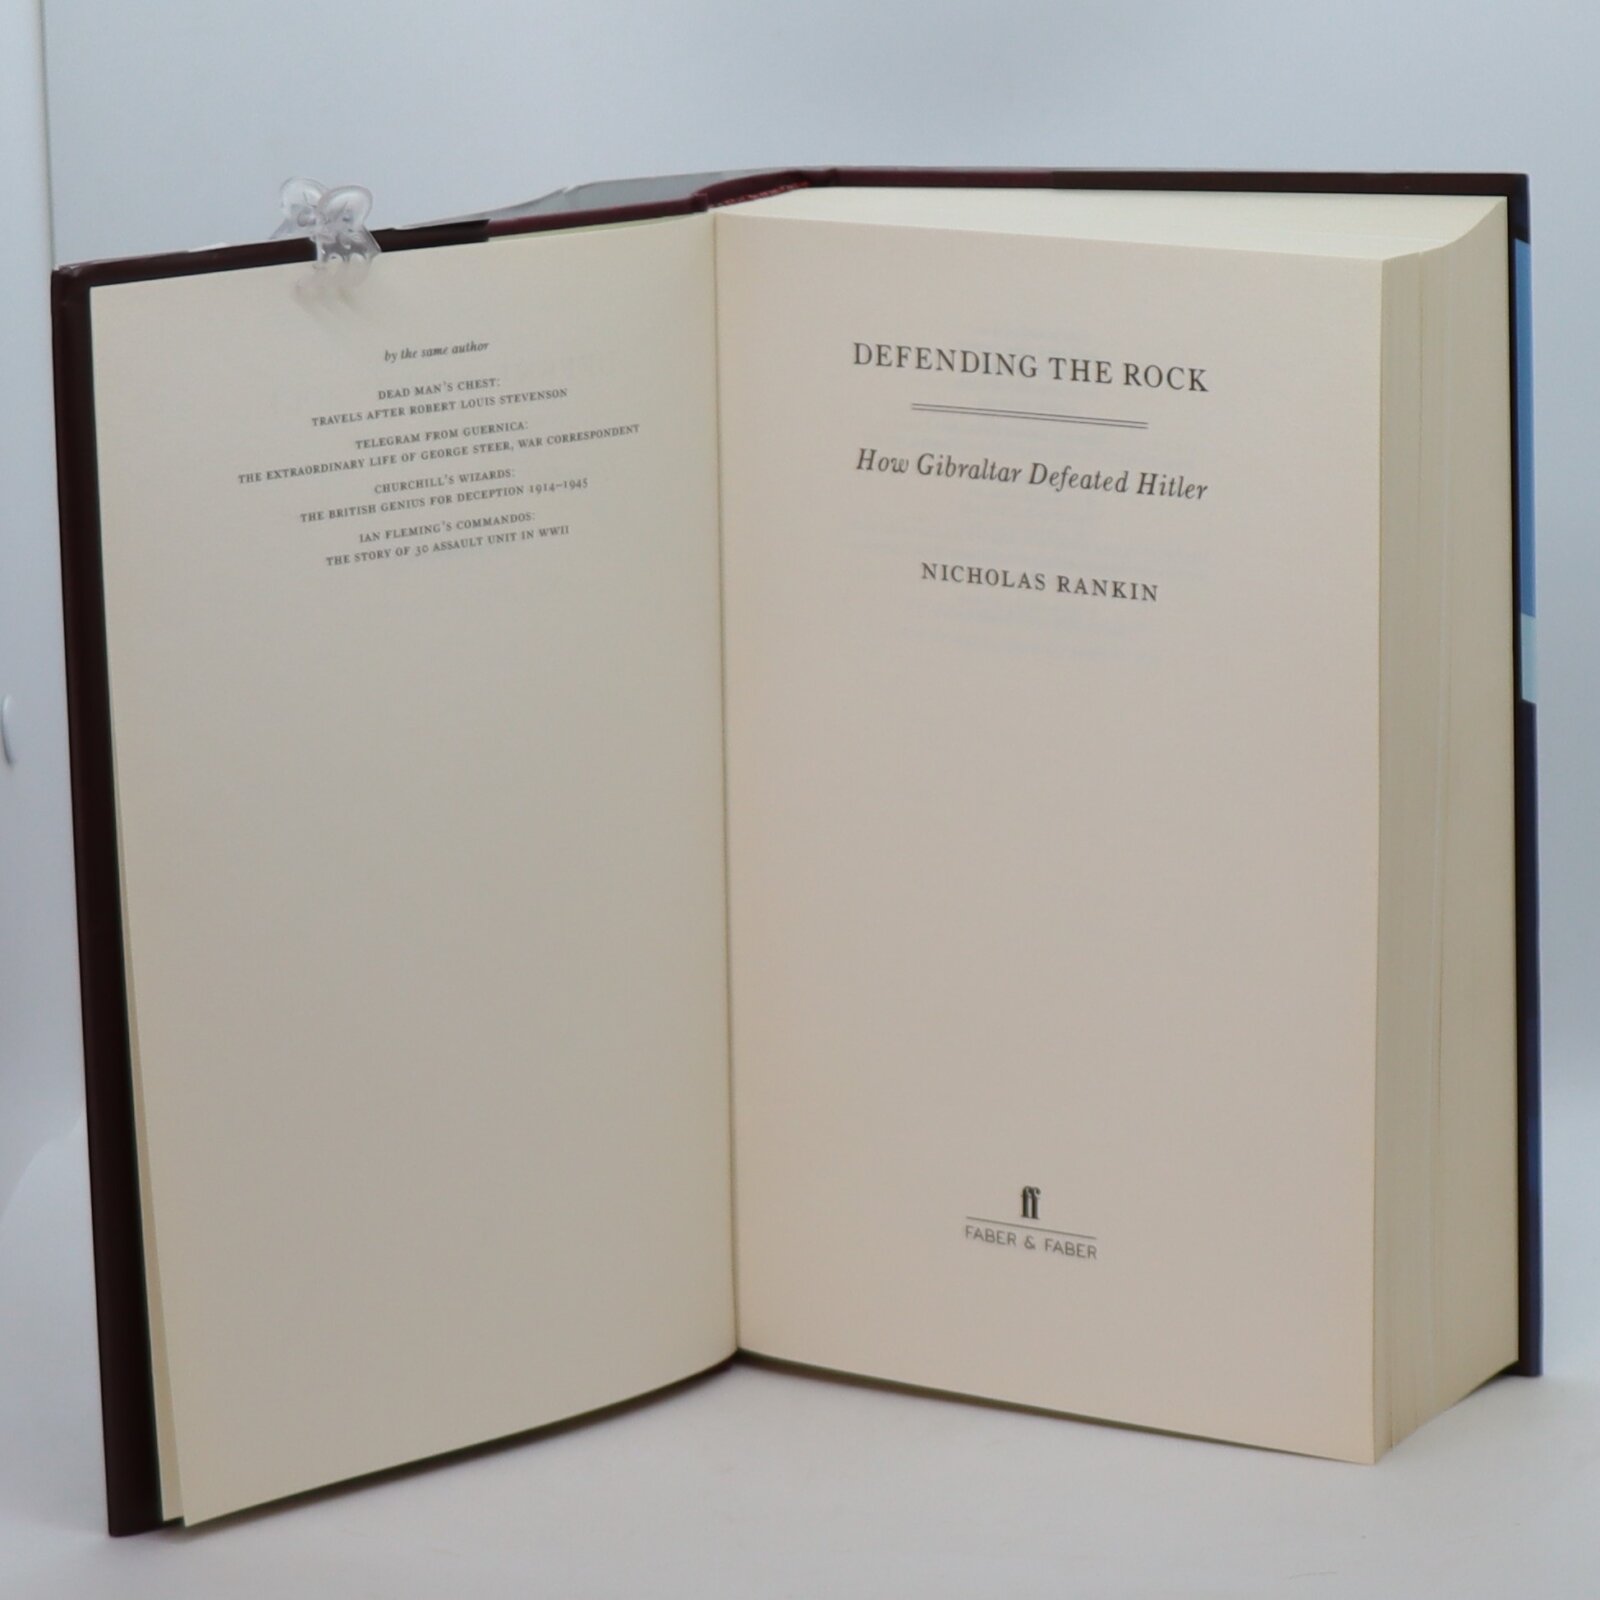 by the same author
DEAD MAN'S CHEST:
TRAVELS AFTER ROBERT LOUIS STEVENSON
TELEGRAM FROM GUERNICA:
THE EXTRAORDINARY LIFE OF GEORGE STEER, WAR CORRESPONDENT
CHURCHILL'S WIZARDS:
THE BRITISH GENIUS FOR DECEPTION 1914–1945
IAN FLEMING'S COMMANDOS:
THE STORY OF 30 ASSAULT UNIT IN WWII
DEFENDING THE ROCK
How Gibraltar Defeated Hitler
NICHOLAS RANKIN
ff
FABER & FABER